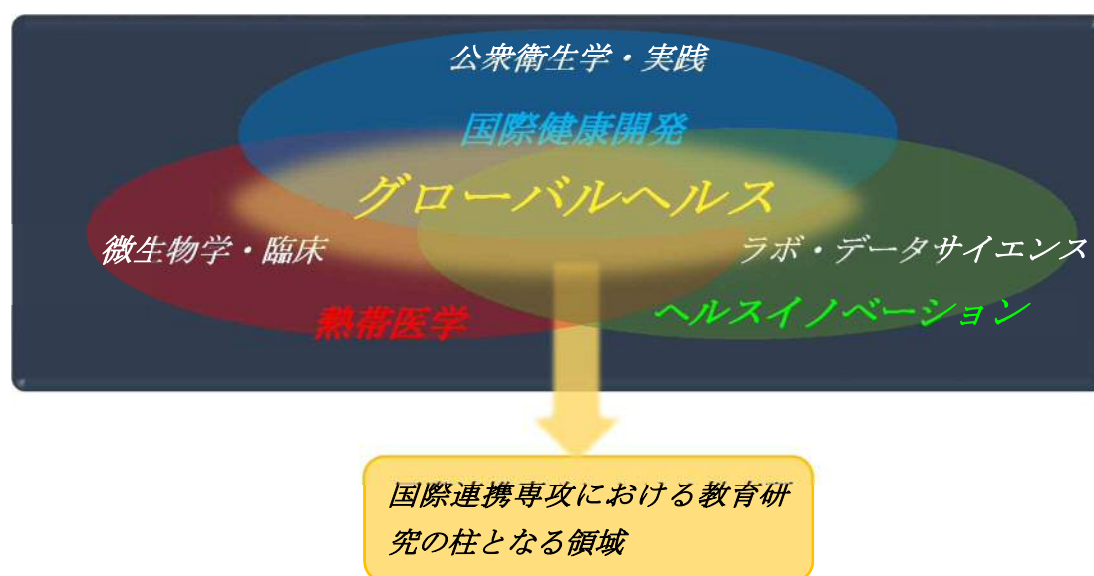 公衆衛生学・実践
国際健康開発
グローバルヘルス
微生物学・臨床
ラボ・データサイエンス
熱帯医学
ヘルスイノベーション
国際連携専攻における教育研
究の柱となる領域